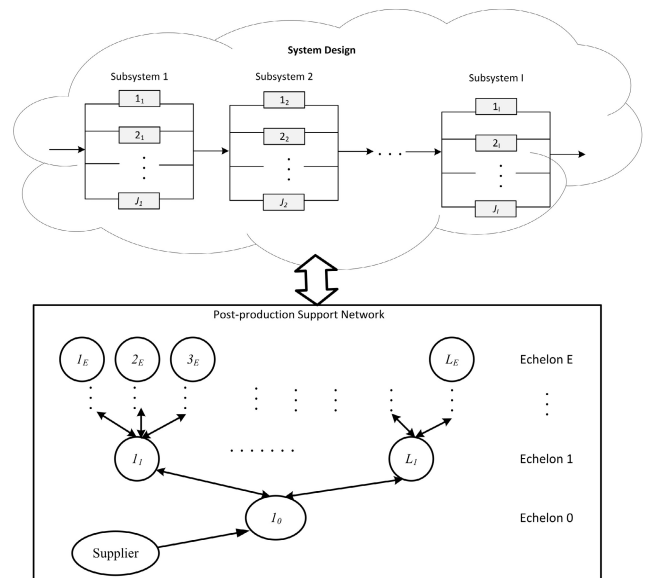 System Design
Subsystem 1 Subsystem 2 Subsystem I
1₁ 1₂ 1ᵢ
2₁ 2₂ 2ᵢ
J₁ J₂ Jᵢ
Post-production Support Network
1_E 2_E 3_E L_E Echelon E
1₁ L₁ Echelon 1
1₀ Echelon 0
Supplier